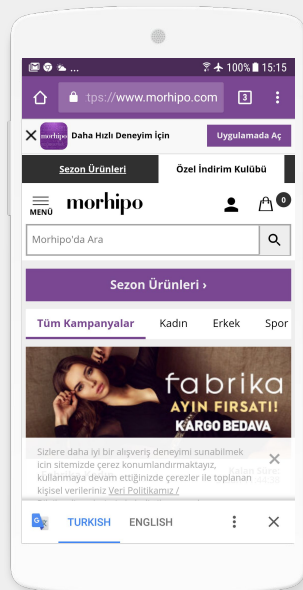 ... 100% 15:15
tps://www.morhipo.com 3
morhipo Daha Hızlı Deneyim İçin Uygulamada Aç
Sezon Ürünleri Özel İndirim Kulübü
MENÜ morhipo 0
Morhipo'da Ara
Sezon Ürünleri ›
Tüm Kampanyalar Kadın Erkek Spor
fabrika
AYIN FIRSATI!
KARGO BEDAVA
Sizlere daha iyi bir alışveriş deneyimi sunabilmek
icin sitemizde çerez konumlandırmaktayız,
kullanmaya devam ettiğinizde çerezler ile toplanan
kişisel verileriniz Veri Politikamız /
Kalan Süre:
G TURKISH ENGLISH